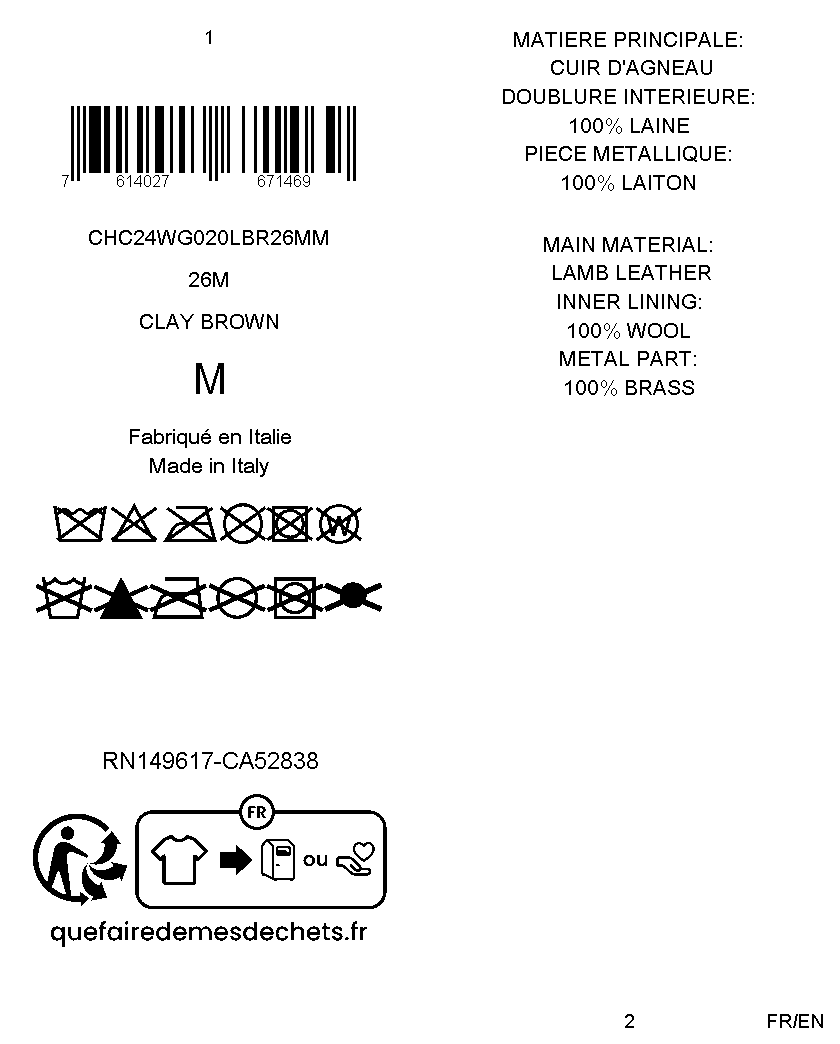 1
7 614027 671469
CHC24WG020LBR26MM
26M
CLAY BROWN
M
Fabriqué en Italie
Made in Italy
W
RN149617-CA52838
FR
ou
quefairedemesdechets.fr
MATIERE PRINCIPALE:
CUIR D'AGNEAU
DOUBLURE INTERIEURE:
100% LAINE
PIECE METALLIQUE:
100% LAITON
MAIN MATERIAL:
LAMB LEATHER
INNER LINING:
100% WOOL
METAL PART:
100% BRASS
2
FR/EN